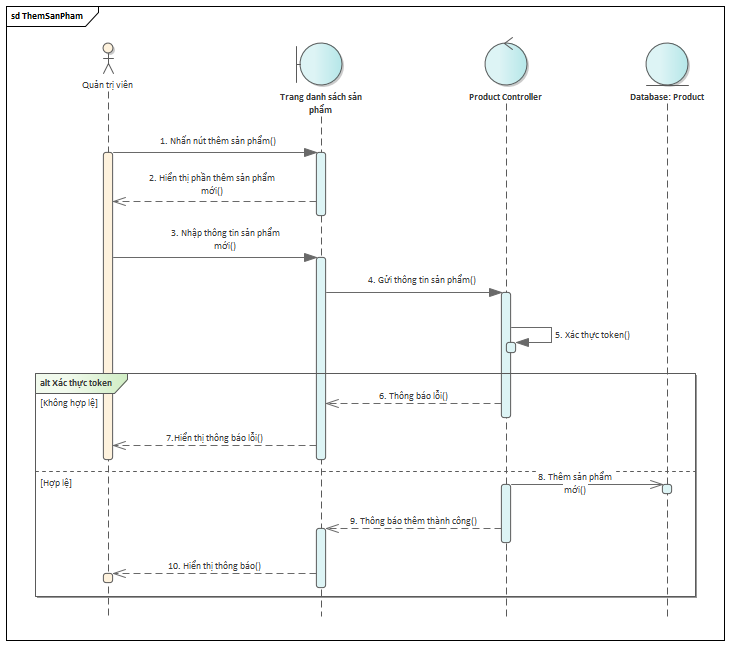 sd ThemSanPham
Quản trị viên
Trang danh sách sản
phẩm
Product Controller
Database: Product
1. Nhấn nút thêm sản phẩm()
2. Hiển thị phần thêm sản phẩm
mới()
3. Nhập thông tin sản phẩm
mới()
4. Gửi thông tin sản phẩm()
5. Xác thực token()
alt Xác thực token
[Không hợp lệ]
6. Thông báo lỗi()
7.Hiển thị thông báo lỗi()
[Hợp lệ]
8. Thêm sản phẩm
mới()
9. Thông báo thêm thành công()
10. Hiển thị thông báo()